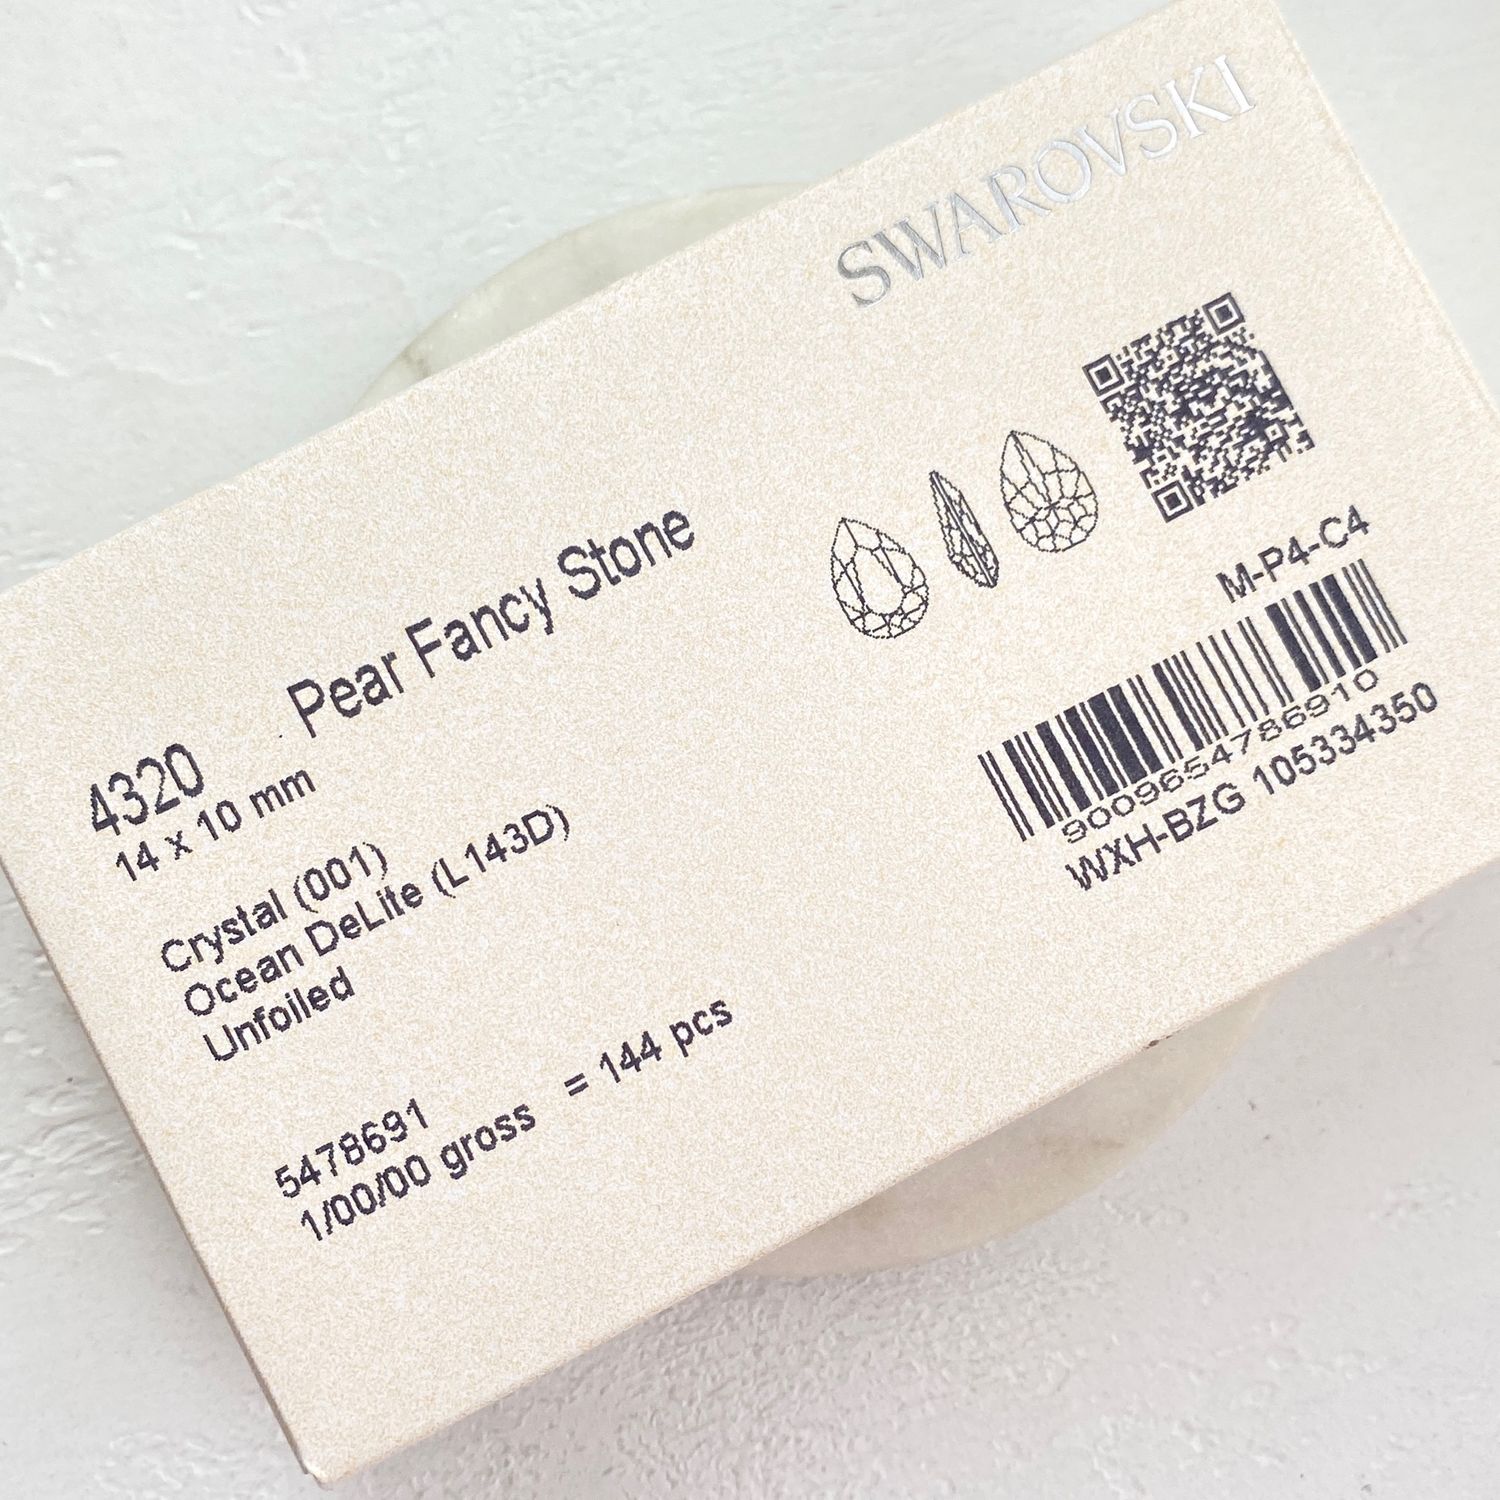 SWAROVSKI
4320 Pear Fancy Stone
14 x 10 mm
Crystal (001)
Ocean DeLite (L143D)
Unfoiled
5478691
1/00/00 gross = 144 pcs
M-P4-C4
9009654786910
WXH-BZG 105334350